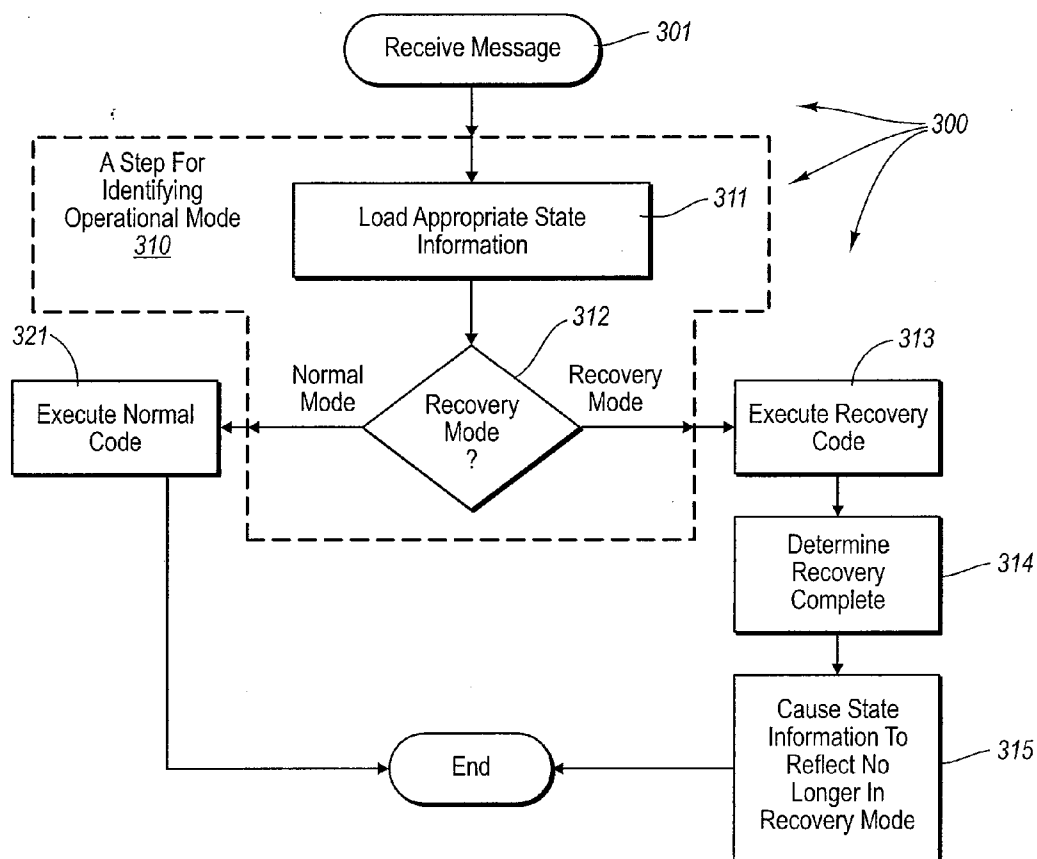 Receive Message
301
300
A Step For
Identifying
Operational Mode
310
Load Appropriate State
Information
311
312
321
313
Normal
Mode
Recovery
Mode
?
Recovery
Mode
Execute Normal
Code
Execute Recovery
Code
Determine
Recovery
Complete
314
Cause State
Information To
Reflect No
Longer In
Recovery Mode
315
End